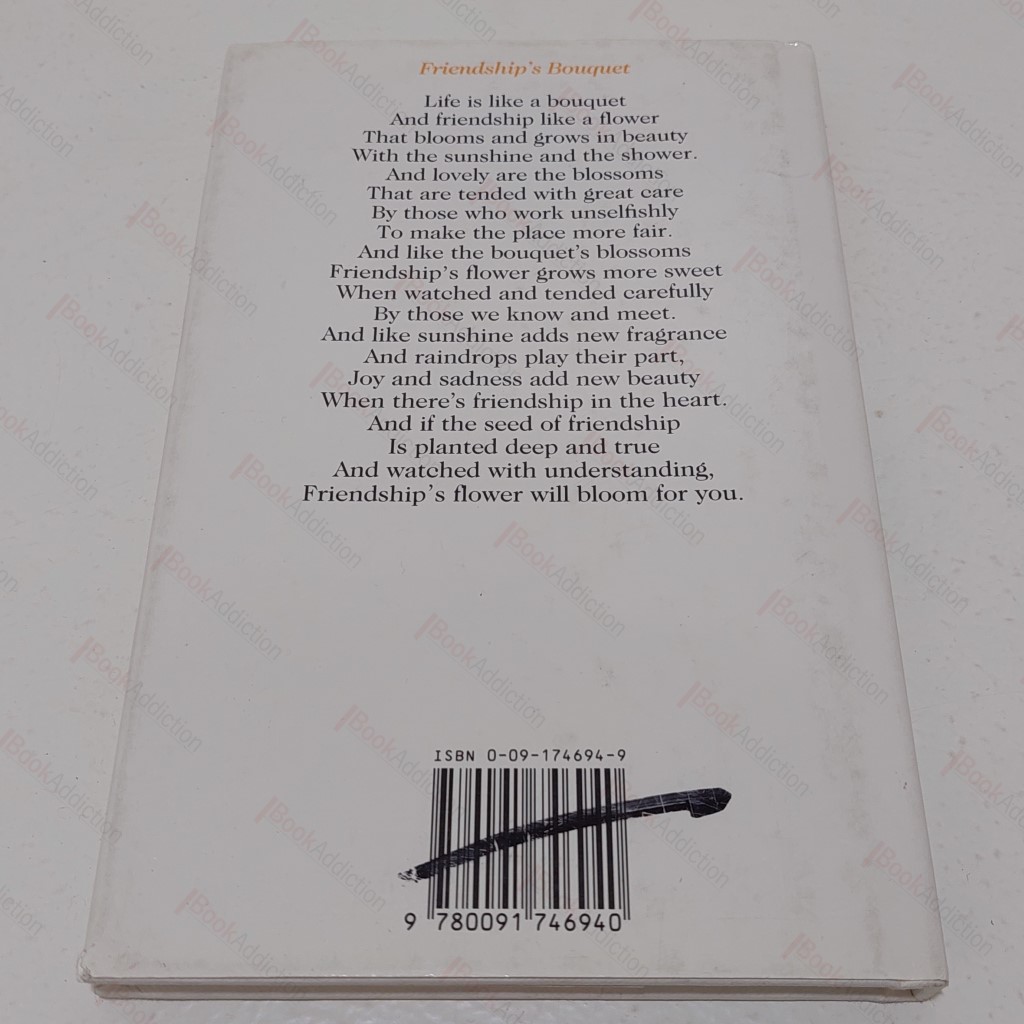 Friendship's Bouquet
Life is like a bouquet
And friendship like a flower
That blooms and grows in beauty
With the sunshine and the shower.
And lovely are the blossoms
That are tended with great care
By those who work unselfishly
To make the place more fair.
And like the bouquet's blossoms
Friendship's flower grows more sweet
When watched and tended carefully
By those we know and meet.
And like sunshine adds new fragrance
And raindrops play their part,
Joy and sadness add new beauty
When there's friendship in the heart.
And if the seed of friendship
Is planted deep and true
And watched with understanding,
Friendship's flower will bloom for you.
ISBN 0-09-174694-9
9 780091 746940
BookAddiction